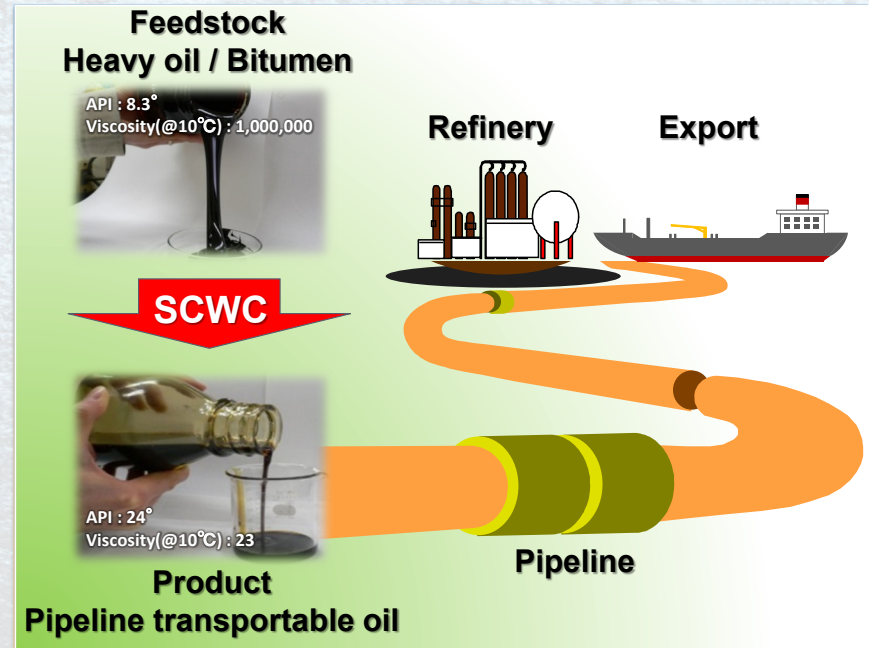 Feedstock
Heavy oil / Bitumen
API : 8.3°
Viscosity(@10℃) : 1,000,000
SCWC
API : 24°
Viscosity(@10℃) : 23
Product
Pipeline transportable oil
Refinery
Export
Pipeline